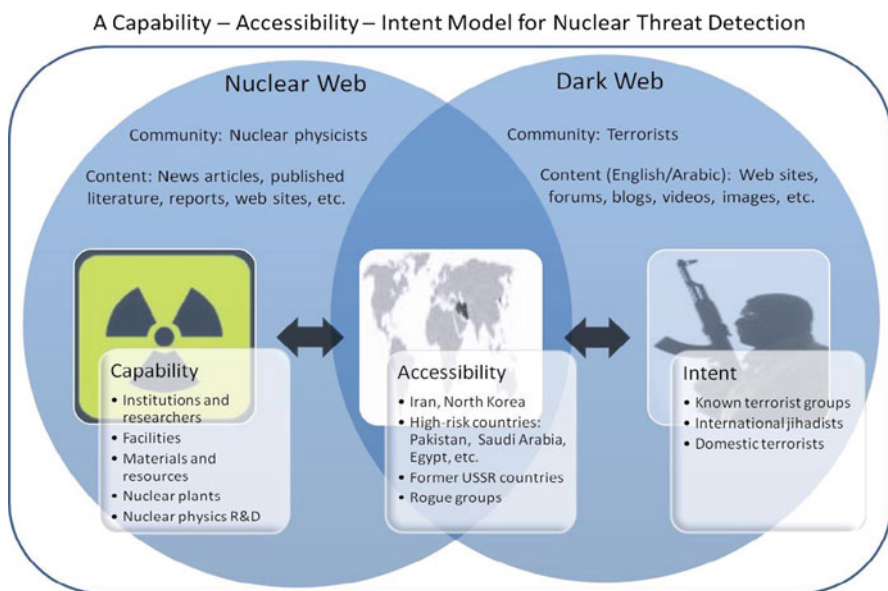 A Capability – Accessibility – Intent Model for Nuclear Threat Detection
Nuclear Web
Community: Nuclear physicists
Content: News articles, published
literature, reports, web sites, etc.
Dark Web
Community: Terrorists
Content (English/Arabic): Web sites,
forums, blogs, videos, images, etc.
Capability
• Institutions and
researchers
• Facilities
• Materials and
resources
• Nuclear plants
• Nuclear physics R&D
Accessibility
• Iran, North Korea
• High-risk countries:
Pakistan, Saudi Arabia,
Egypt, etc.
• Former USSR countries
• Rogue groups
Intent
• Known terrorist groups
• International jihadists
• Domestic terrorists